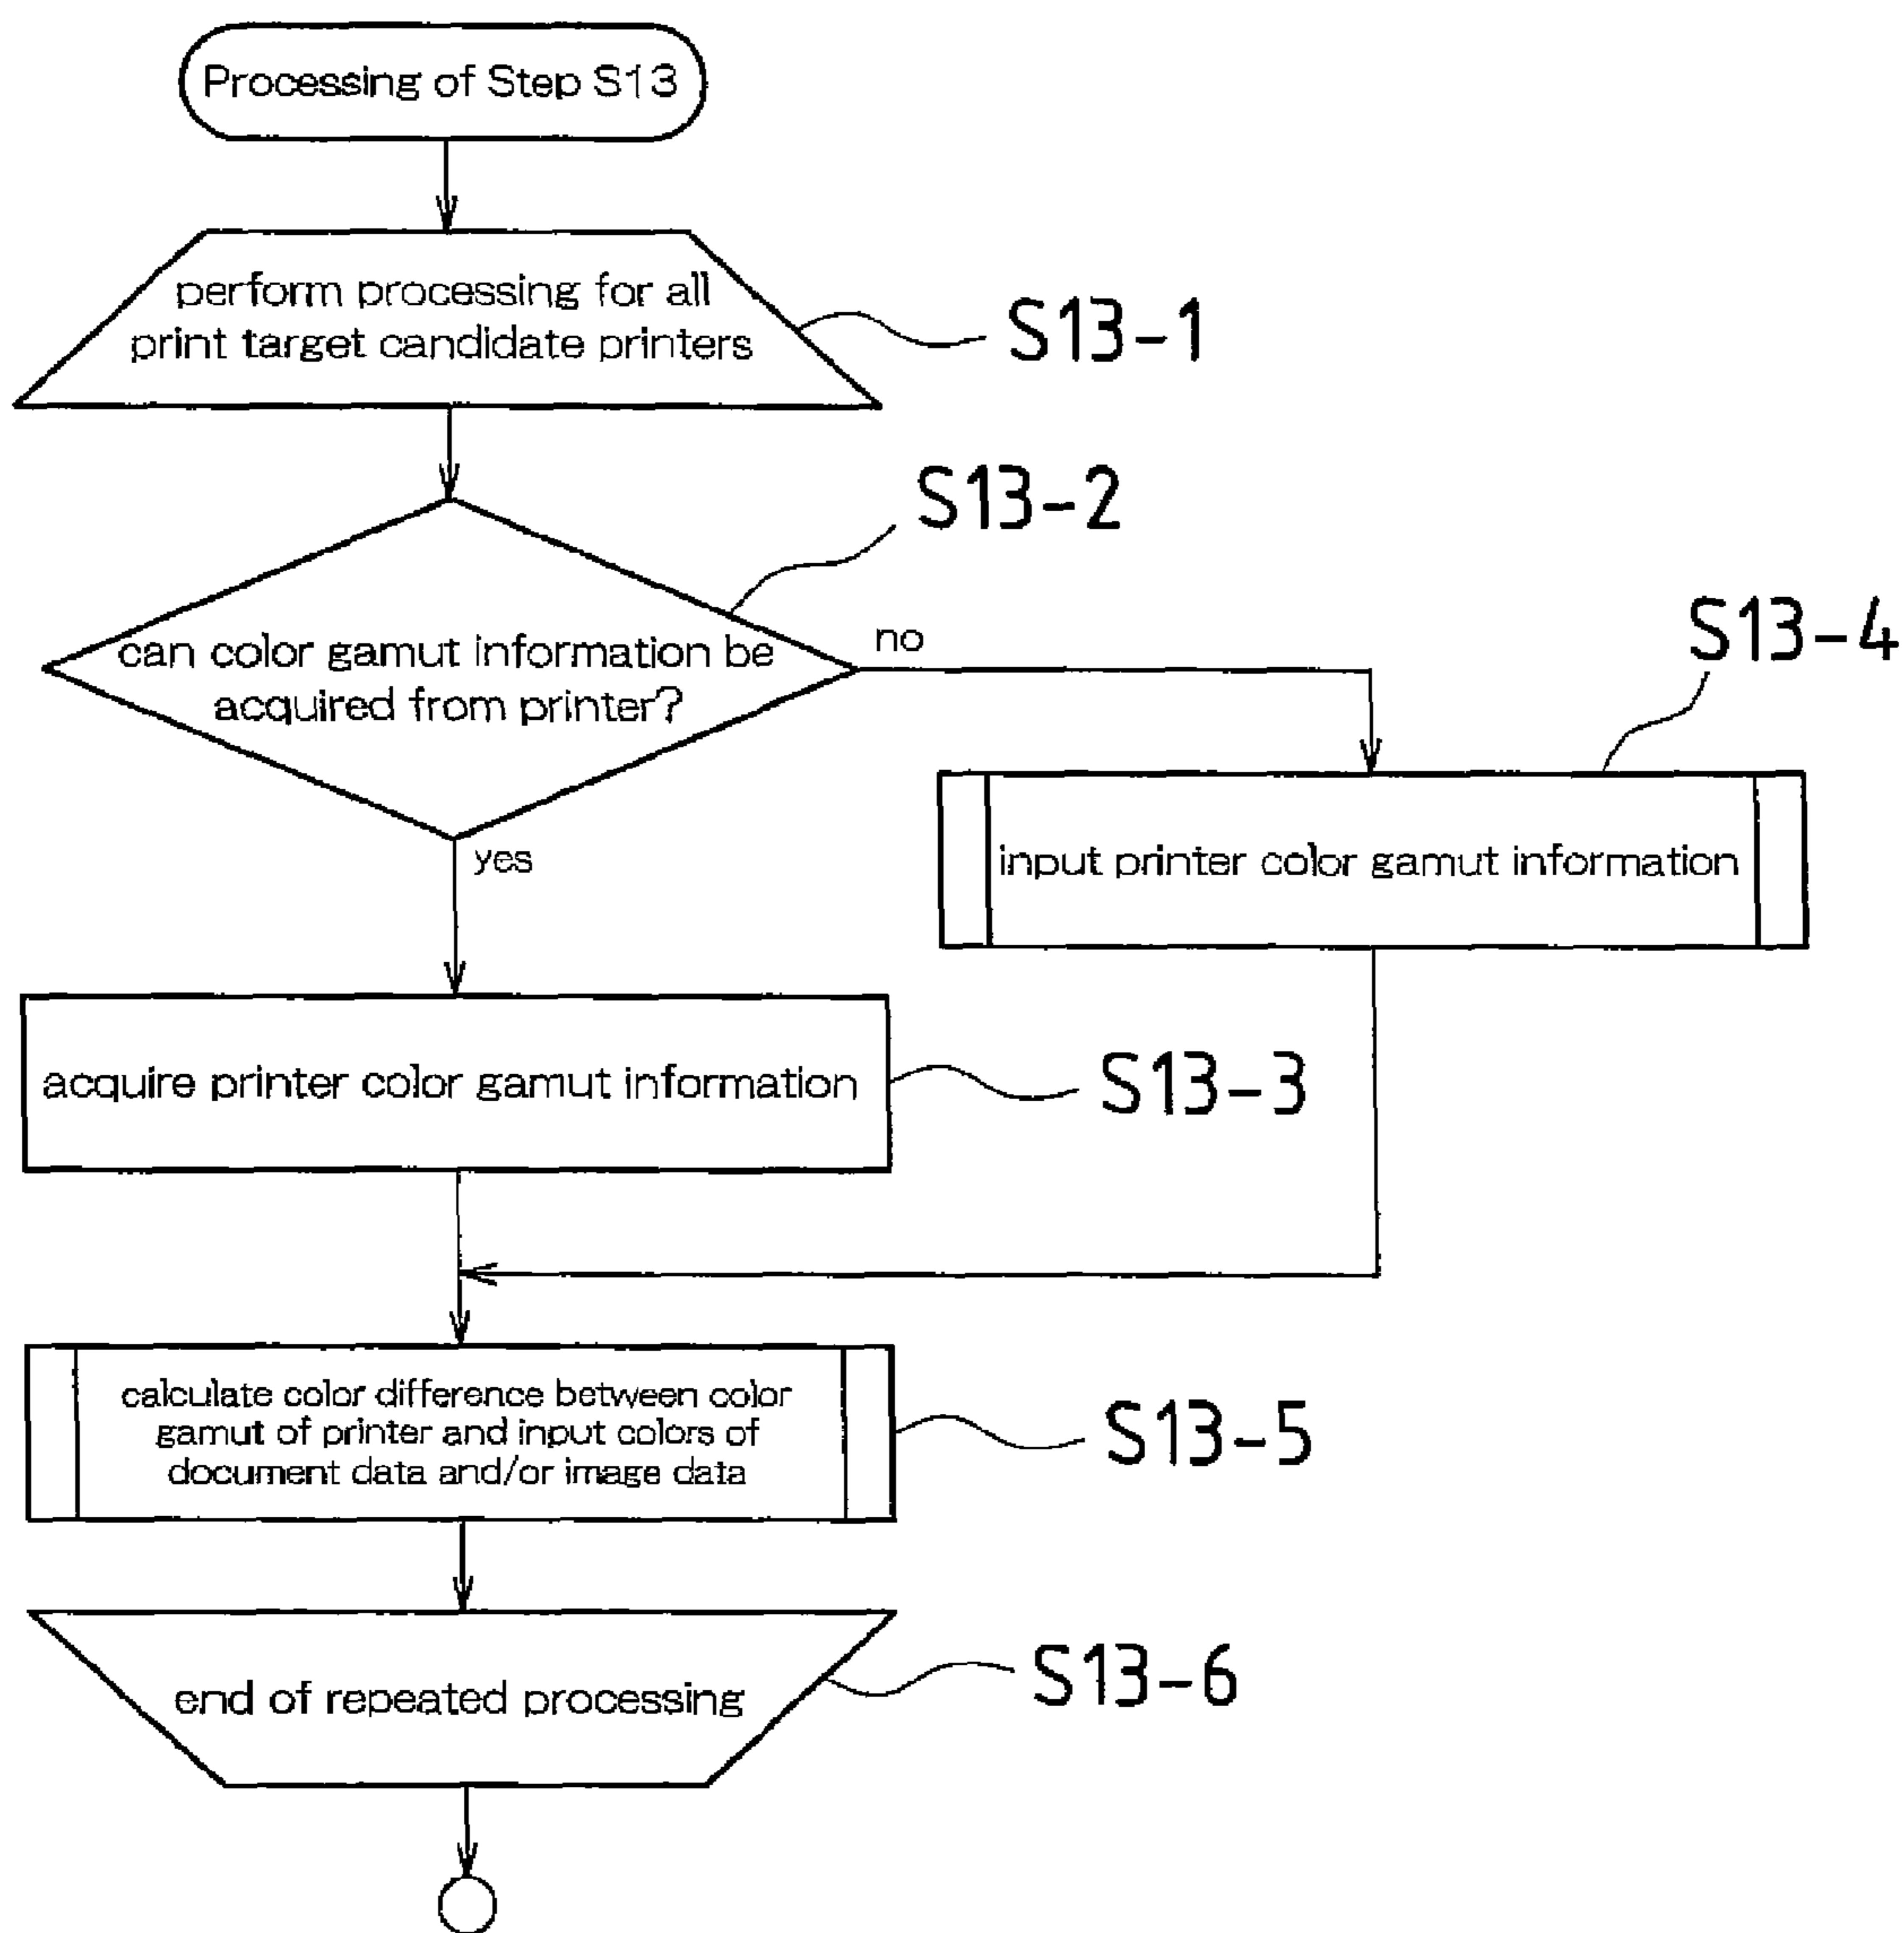 Processing of Step S13
perform processing for all
print target candidate printers
S13-1
S13-2
can color gamut information be
acquired from printer?
no
yes
S13-4
input printer color gamut information
acquire printer color gamut information
S13-3
calculate color difference between color
gamut of printer and input colors of
document data and/or image data
S13-5
end of repeated processing
S13-6